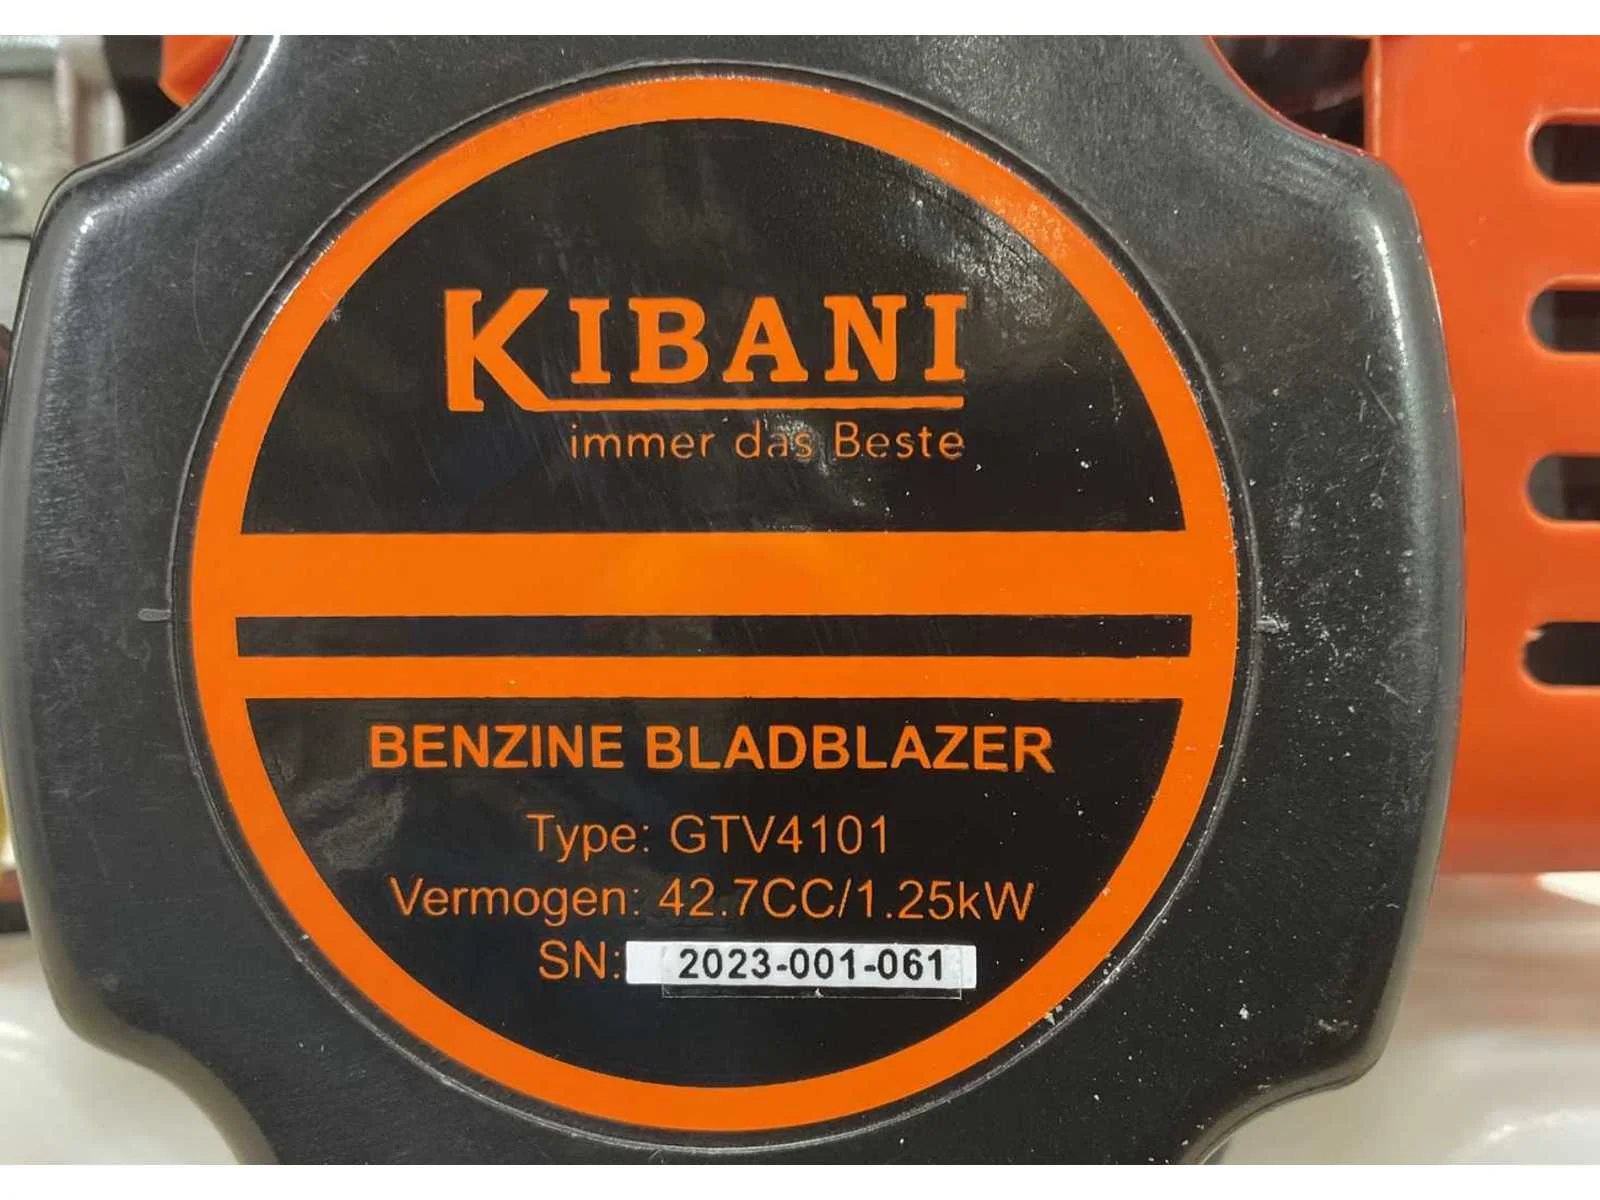 KIBANI
immer das Beste
BENZINE BLADBLAZER
Type: GTV4101
Vermogen: 42.7CC/1.25kW
SN: 2023-001-061